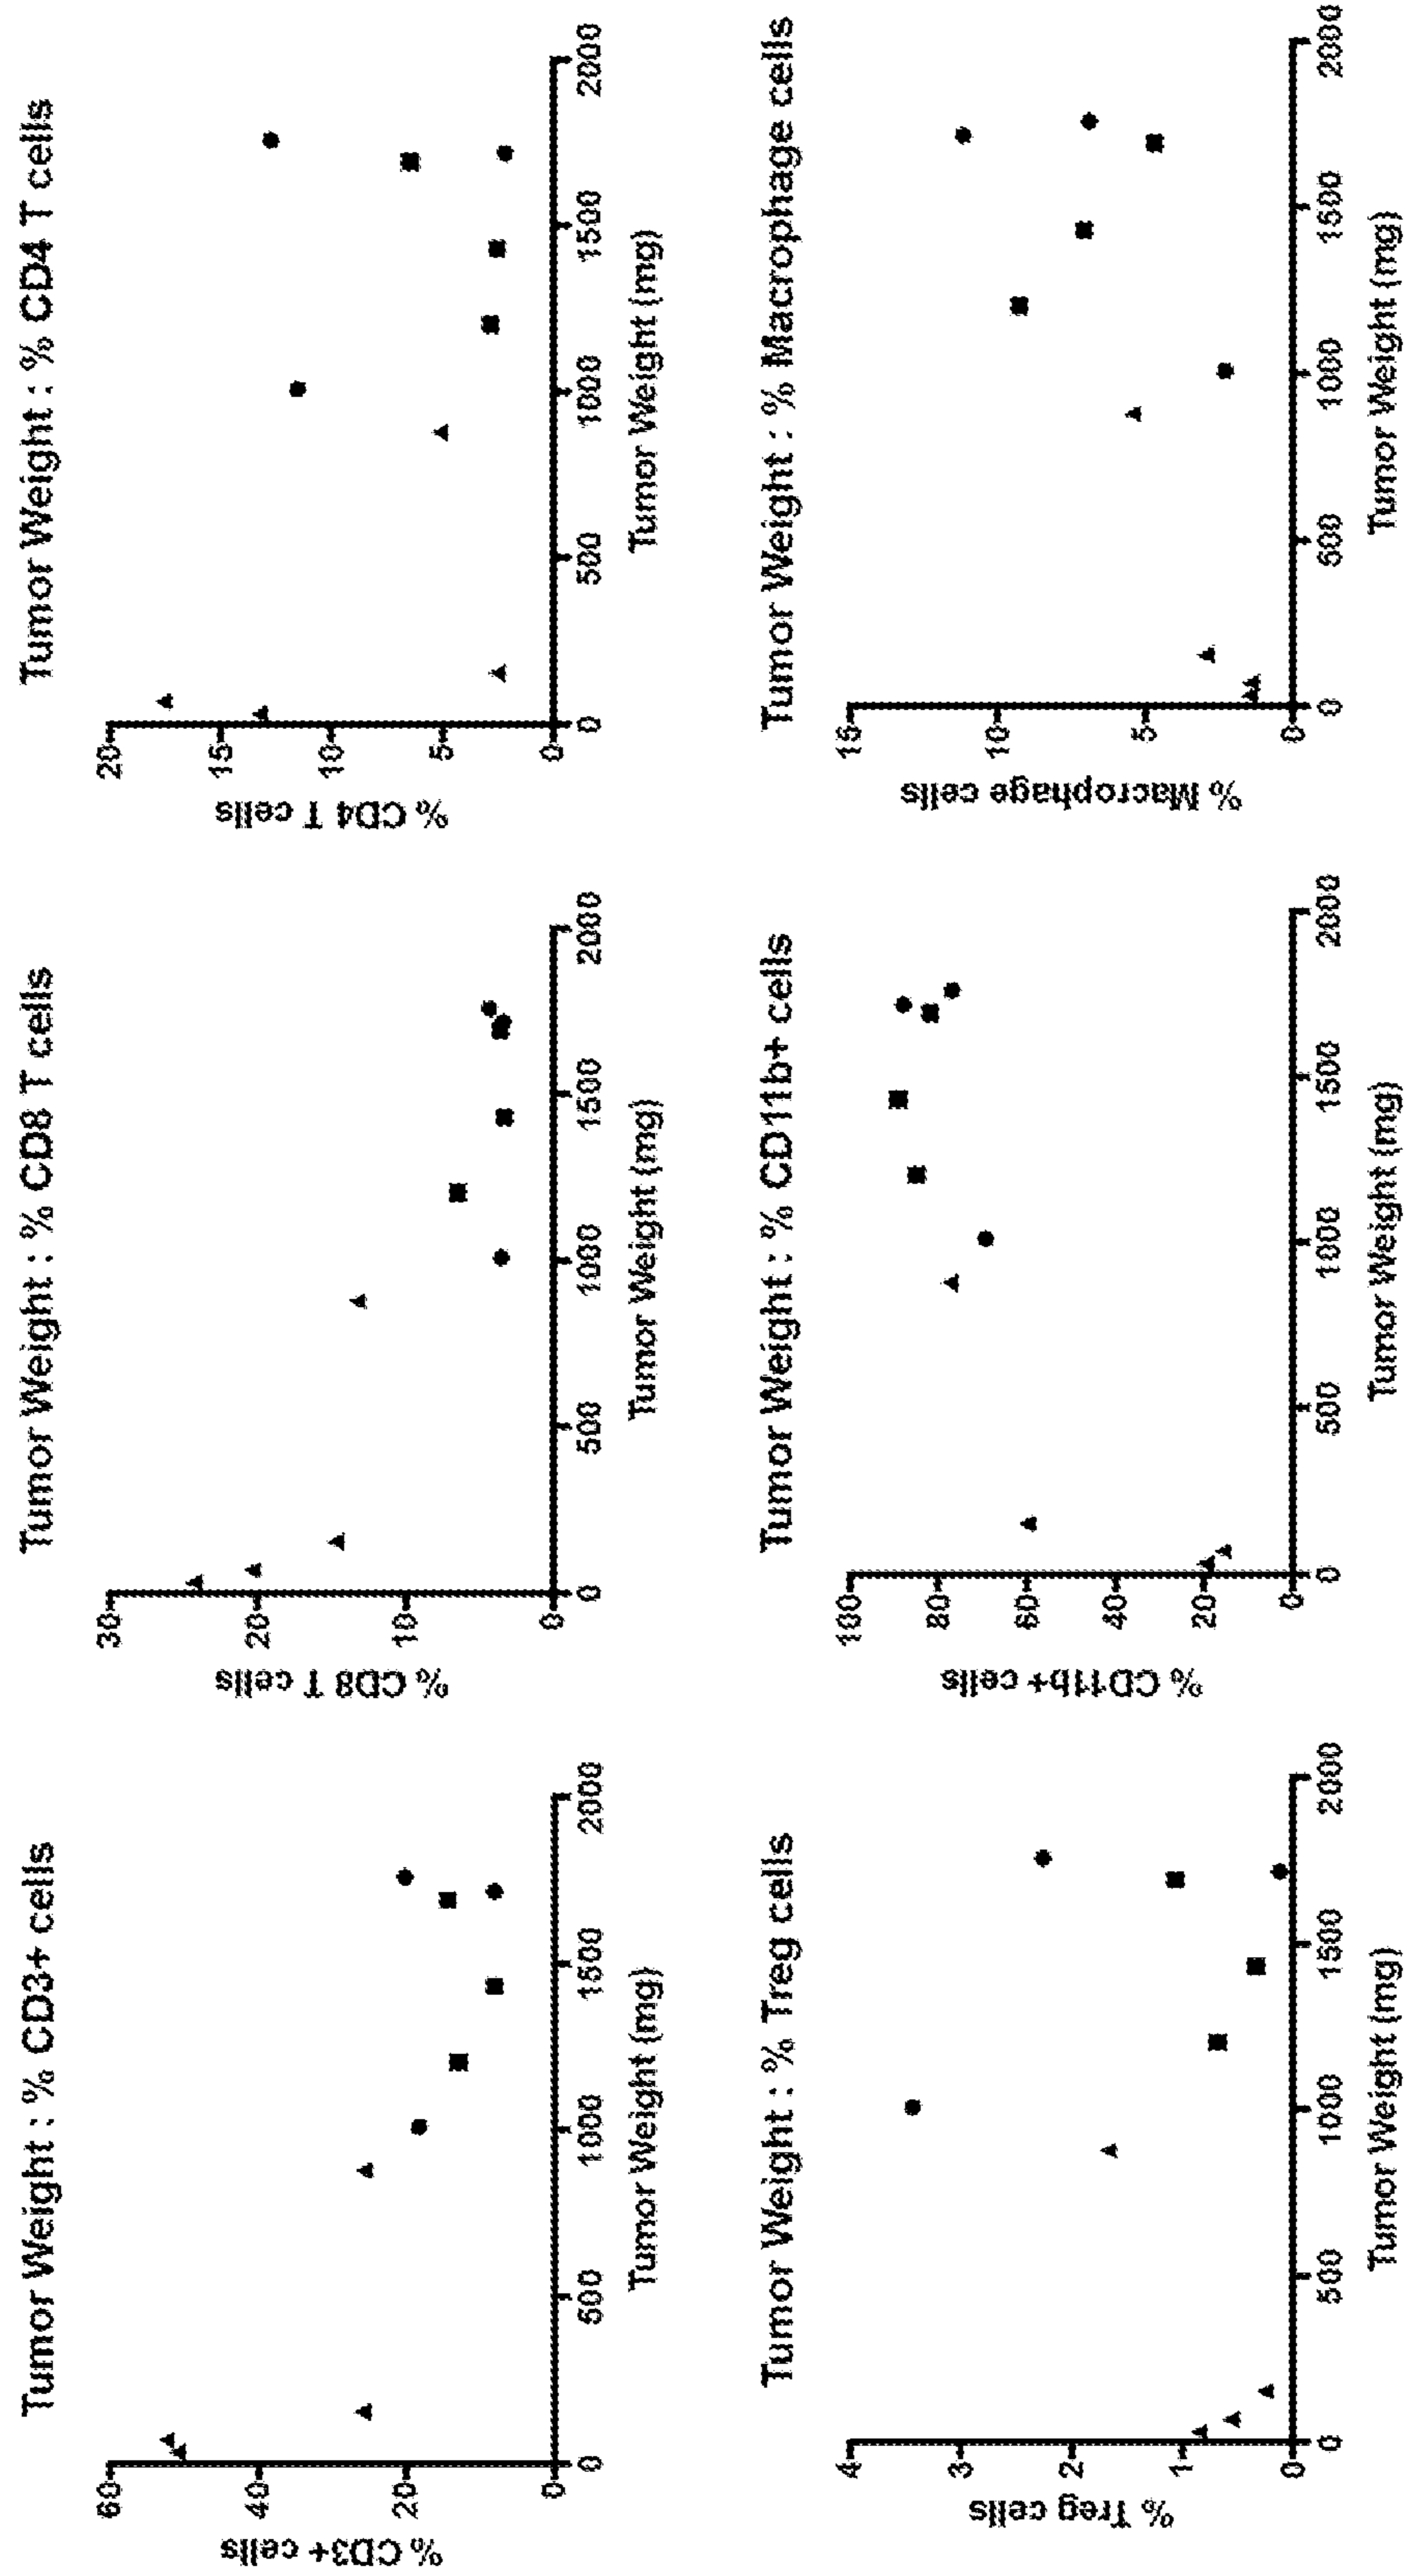 Tumor Weight : % CD3+ cells
% CD3+ cells
60
40
20
0
0 500 1000 1500 2000
Tumor Weight (mg)
Tumor Weight : % CD8 T cells
% CD8 T cells
30
20
10
0
0 500 1000 1500 2000
Tumor Weight (mg)
Tumor Weight : % CD4 T cells
% CD4 T cells
20
15
10
5
0
0 500 1000 1500 2000
Tumor Weight (mg)
Tumor Weight : % Treg cells
% Treg cells
4
3
2
1
0
0 500 1000 1500 2000
Tumor Weight (mg)
Tumor Weight : % CD11b+ cells
% CD11b+ cells
100
80
60
40
20
0
0 500 1000 1500 2000
Tumor Weight (mg)
Tumor Weight : % Macrophage cells
% Macrophage cells
15
10
5
0
0 500 1000 1500 2000
Tumor Weight (mg)